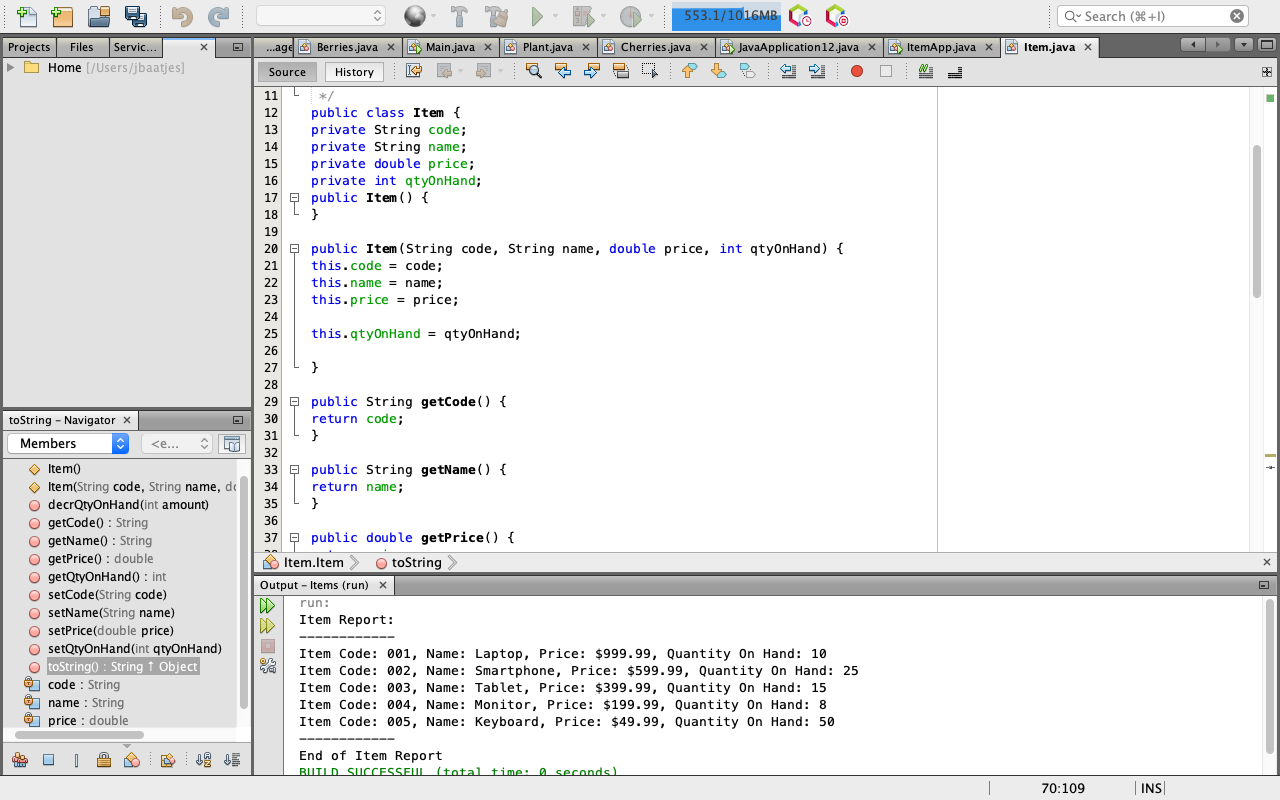 553.1/1016MB
Search (⌘+I)
Projects
Files
Servic...
...age
Berries.java
Main.java
Plant.java
Cherries.java
JavaApplication12.java
ItemApp.java
Item.java
Home [/Users/jbaatjes]
Source
History
11 */
12 public class Item {
13 private String code;
14 private String name;
15 private double price;
16 private int qtyOnHand;
17 public Item() {
18 }
19
20 public Item(String code, String name, double price, int qtyOnHand) {
21 this.code = code;
22 this.name = name;
23 this.price = price;
24
25 this.qtyOnHand = qtyOnHand;
26
27 }
28
29 public String getCode() {
30 return code;
31 }
32
33 public String getName() {
34 return name;
35 }
36
37 public double getPrice() {
Item.Item
toString
toString - Navigator
Members
<e...
Item()
Item(String code, String name, do
decrQtyOnHand(int amount)
getCode() : String
getName() : String
getPrice() : double
getQtyOnHand() : int
setCode(String code)
setName(String name)
setPrice(double price)
setQtyOnHand(int qtyOnHand)
toString() : String ↑ Object
code : String
name : String
price : double
Output - Items (run)
run:
Item Report:
------------
Item Code: 001, Name: Laptop, Price: $999.99, Quantity On Hand: 10
Item Code: 002, Name: Smartphone, Price: $599.99, Quantity On Hand: 25
Item Code: 003, Name: Tablet, Price: $399.99, Quantity On Hand: 15
Item Code: 004, Name: Monitor, Price: $199.99, Quantity On Hand: 8
Item Code: 005, Name: Keyboard, Price: $49.99, Quantity On Hand: 50
------------
End of Item Report
BUILD SUCCESSFUL (total time: 0 seconds)
70:109
INS